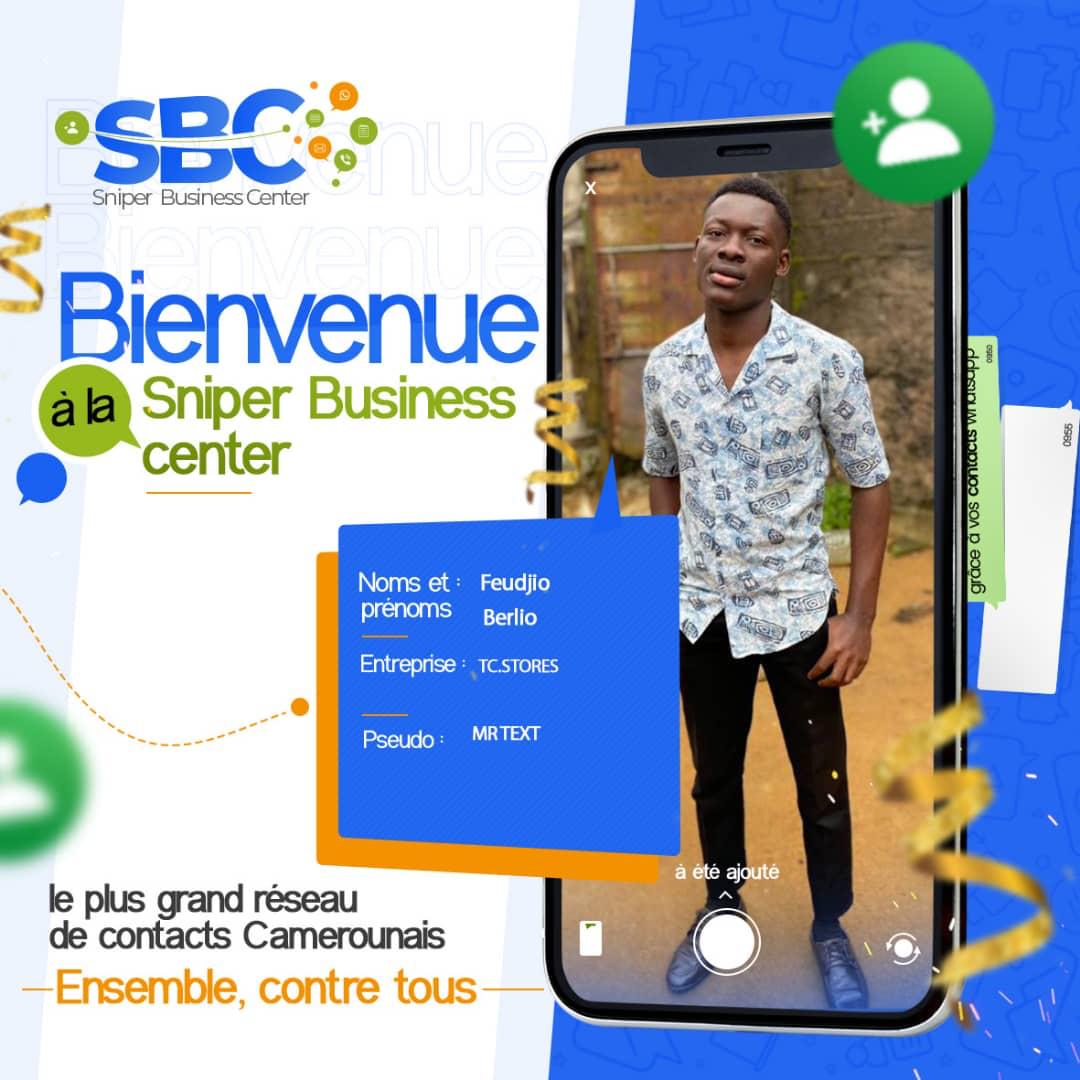 Bienvenue
SBC
Sniper Business Center
Bienvenue
Bienvenue
à la
Sniper Business
center
Noms et :
prénoms
Feudjio
Berlio
Entreprise :
TC.STORES
Pseudo :
MR TEXT
x
grâce à vos contacts whatsapp
0950
0955
à été ajouté
le plus grand réseau
de contacts Camerounais
Ensemble, contre tous